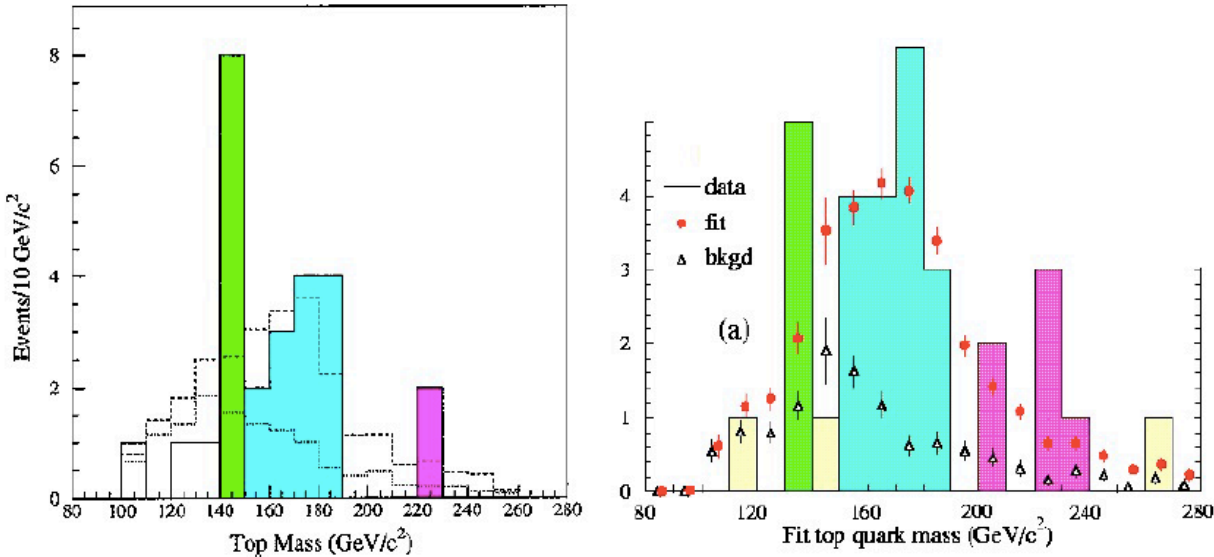 Events/10 GeV/c²
8
6
4
2
0
80 100 120 140 160 180 200 220 240 260 280
Top Mass (GeV/c²)
data
fit
bkgd
(a)
4
3
2
1
0
80 120 160 200 240 280
Fit top quark mass (GeV/c²)